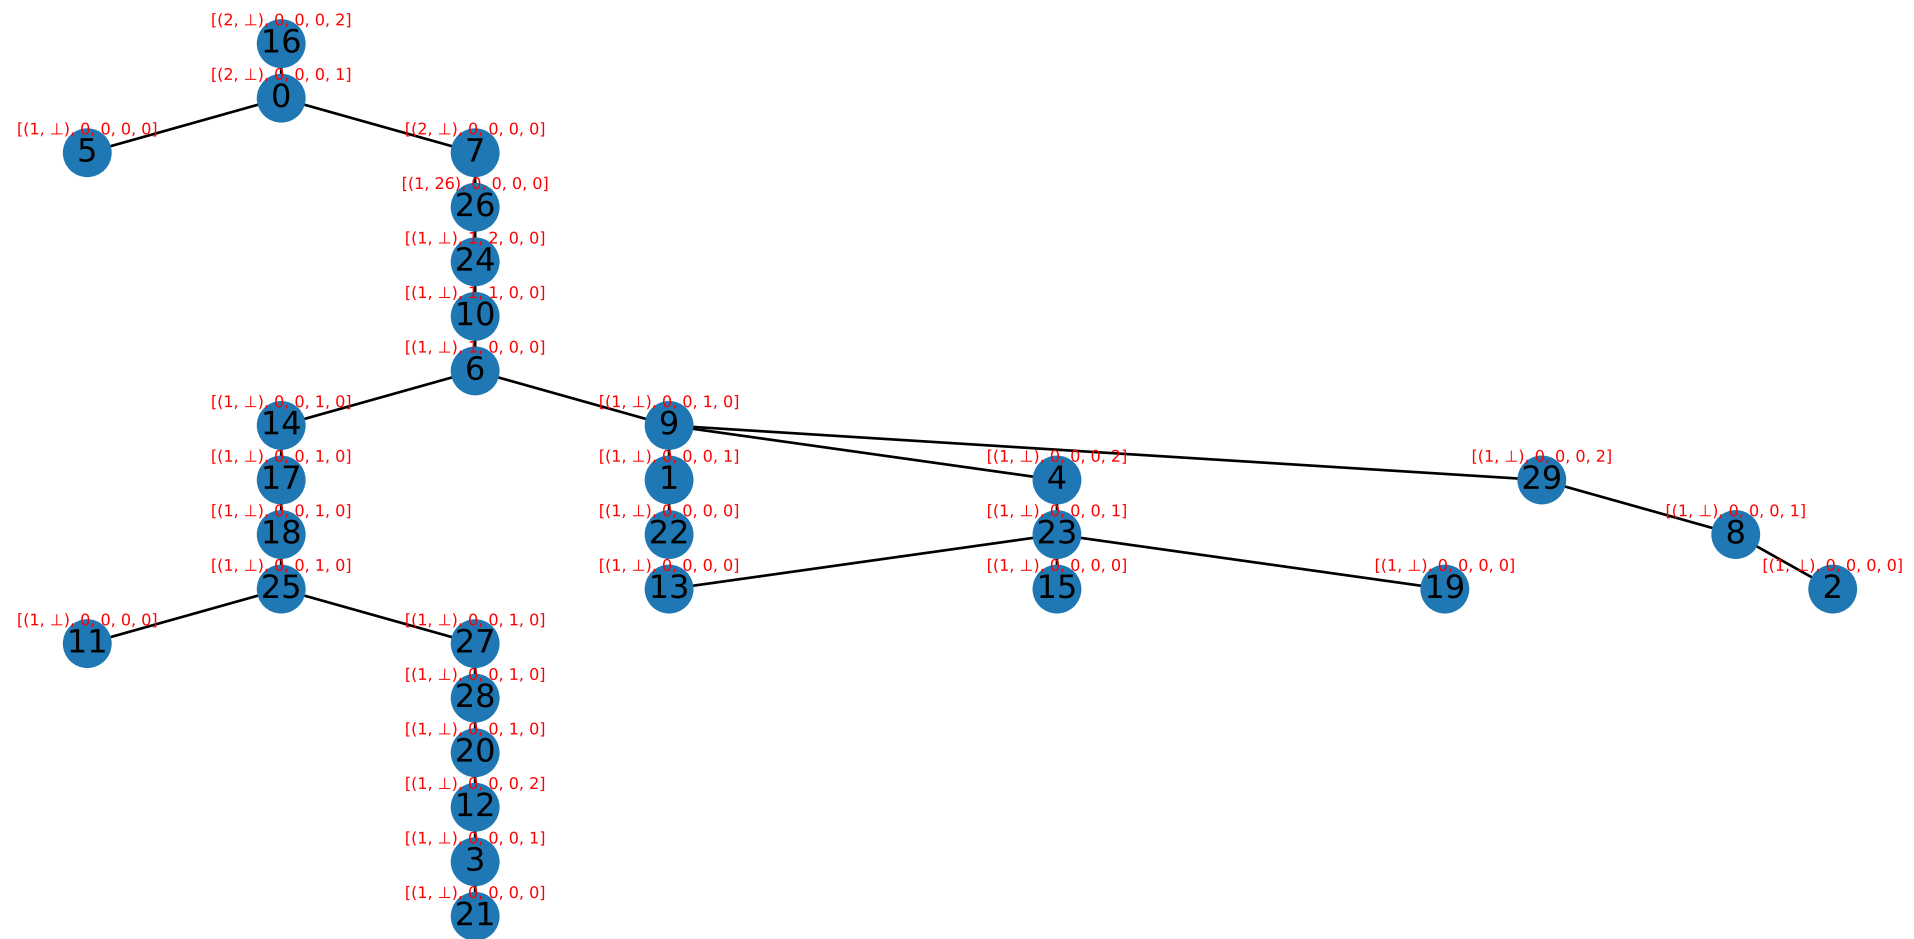 [(2, ⊥), 0, 0, 0, 2]
16
[(2, ⊥), 0, 0, 0, 1]
0
[(1, ⊥), 0, 0, 0, 0]
5
[(2, ⊥), 0, 0, 0, 0]
7
[(1, 26), 0, 0, 0, 0]
26
[(1, ⊥), 1, 2, 0, 0]
24
[(1, ⊥), 1, 1, 0, 0]
10
[(1, ⊥), 1, 0, 0, 0]
6
[(1, ⊥), 0, 0, 1, 0]
14
[(1, ⊥), 0, 0, 1, 0]
9
[(1, ⊥), 0, 0, 1, 0]
17
[(1, ⊥), 0, 0, 0, 1]
1
[(1, ⊥), 0, 0, 0, 2]
4
[(1, ⊥), 0, 0, 0, 2]
29
[(1, ⊥), 0, 0, 1, 0]
18
[(1, ⊥), 0, 0, 0, 0]
22
[(1, ⊥), 0, 0, 0, 1]
23
[(1, ⊥), 0, 0, 0, 1]
8
[(1, ⊥), 0, 0, 1, 0]
25
[(1, ⊥), 0, 0, 0, 0]
13
[(1, ⊥), 0, 0, 0, 0]
15
[(1, ⊥), 0, 0, 0, 0]
19
[(1, ⊥), 0, 0, 0, 0]
2
[(1, ⊥), 0, 0, 0, 0]
11
[(1, ⊥), 0, 0, 1, 0]
27
[(1, ⊥), 0, 0, 1, 0]
28
[(1, ⊥), 0, 0, 1, 0]
20
[(1, ⊥), 0, 0, 0, 2]
12
[(1, ⊥), 0, 0, 0, 1]
3
[(1, ⊥), 0, 0, 0, 0]
21